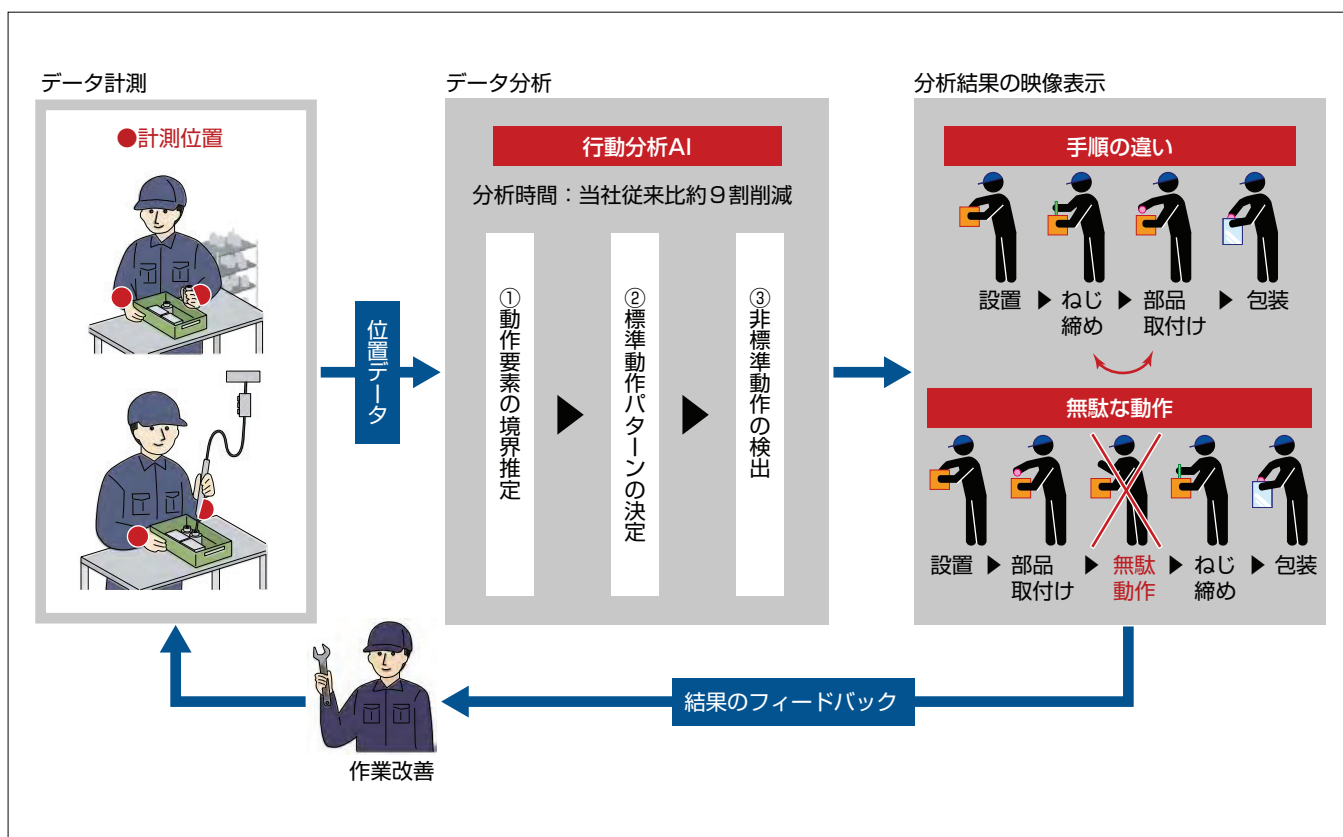 データ計測
●計測位置
位置データ
データ分析
行動分析AI
分析時間：当社従来比約9割削減
①動作要素の境界推定
②標準動作パターンの決定
③非標準動作の検出
分析結果の映像表示
手順の違い
設置 ▶ ねじ ▶ 部品 ▶ 包装
締め 取付け
無駄な動作
設置 ▶ 部品 ▶ 無駄 ▶ ねじ ▶ 包装
取付け 動作 締め
結果のフィードバック
作業改善